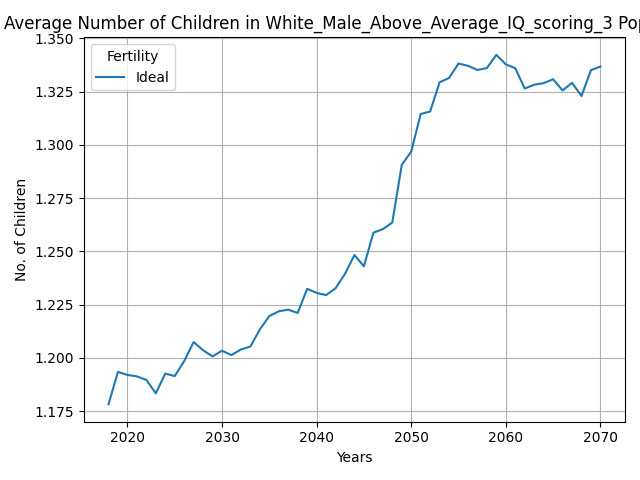 Average Number of Children in White_Male_Above_Average_IQ_scoring_3 Po
1.350
1.325
1.300
1.275
1.250
1.225
1.200
1.175
No. of Children
Fertility
Ideal
2020 2030 2040 2050 2060 2070
Years